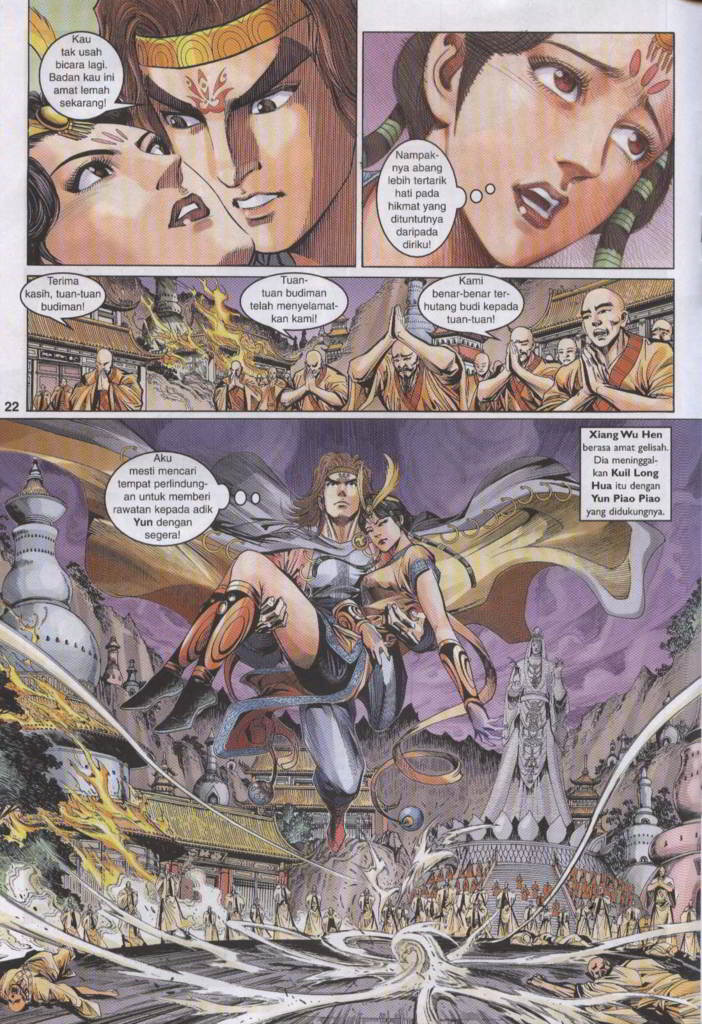 Kau
tak usah
bicara lagi.
Badan kau ini
amat lemah
sekarang!
Nampak-
nya abang
lebih tertarik
hati pada
hikmat yang
dituntutnya
daripada
diriku!
Terima
kasih, tuan-tuan
budiman!
Tuan-
tuan budiman
telah menyelamat-
kan kami!
Kami
benar-benar ter-
hutang budi kepada
tuan-tuan!
22
Aku
mesti mencari
tempat perlindung-
an untuk memberi
rawatan kepada adik
Yun dengan
segera!
Xiang Wu Hen
berasa amat gelisah.
Dia meninggal-
kan Kuil Long
Hua itu dengan
Yun Piao Piao
yang didukungnya.